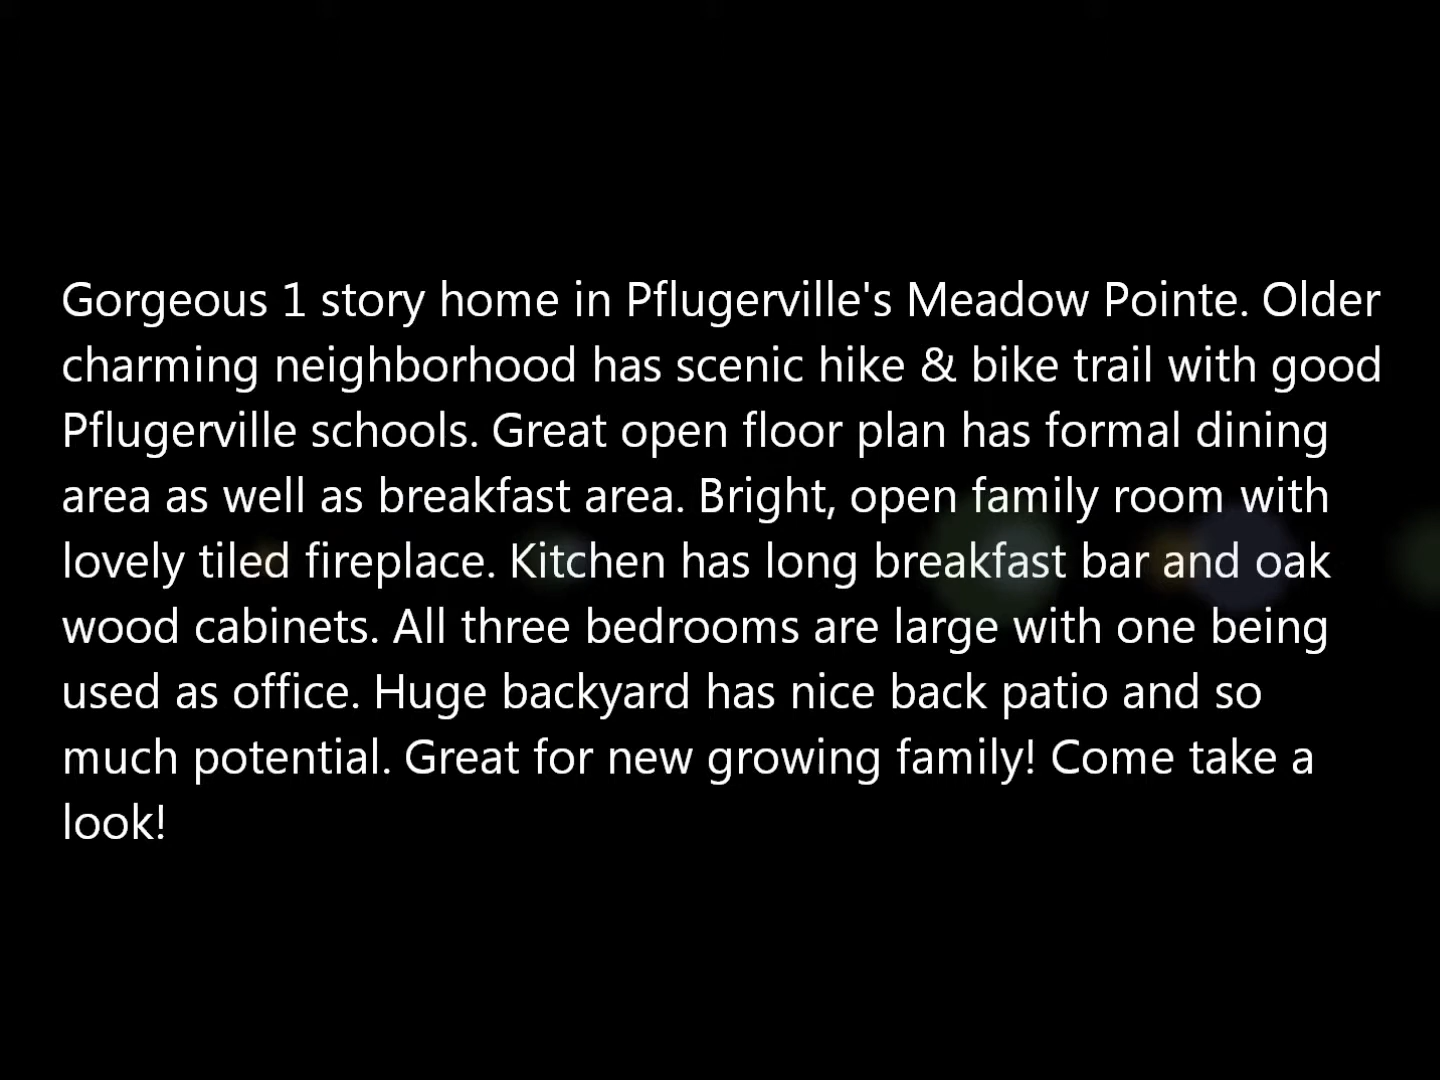 Gorgeous 1 story home in Pflugerville's Meadow Pointe. Older
charming neighborhood has scenic hike & bike trail with good
Pflugerville schools. Great open floor plan has formal dining
area as well as breakfast area. Bright, open family room with
lovely tiled fireplace. Kitchen has long breakfast bar and oak
wood cabinets. All three bedrooms are large with one being
used as office. Huge backyard has nice back patio and so
much potential. Great for new growing family! Come take a
look!